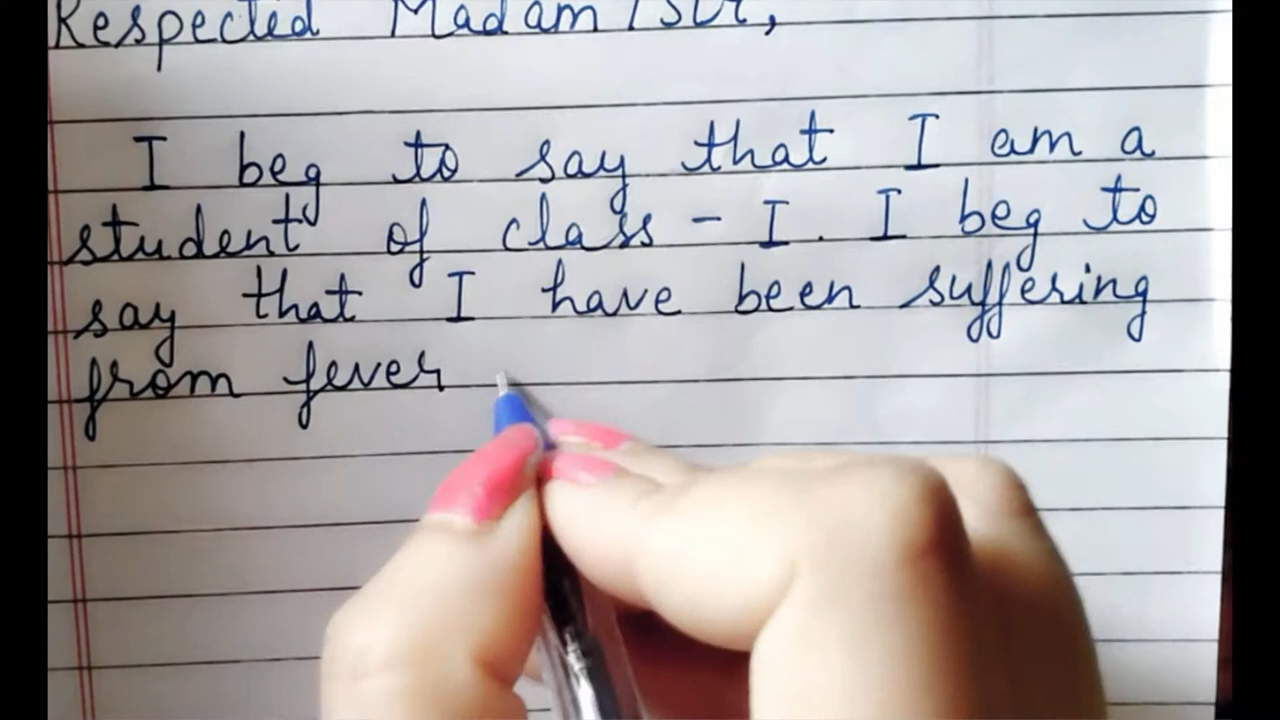 Respected Madam/Sir,
I beg to say that I am a
student of class - I. I beg to
say that I have been suffering
from fever